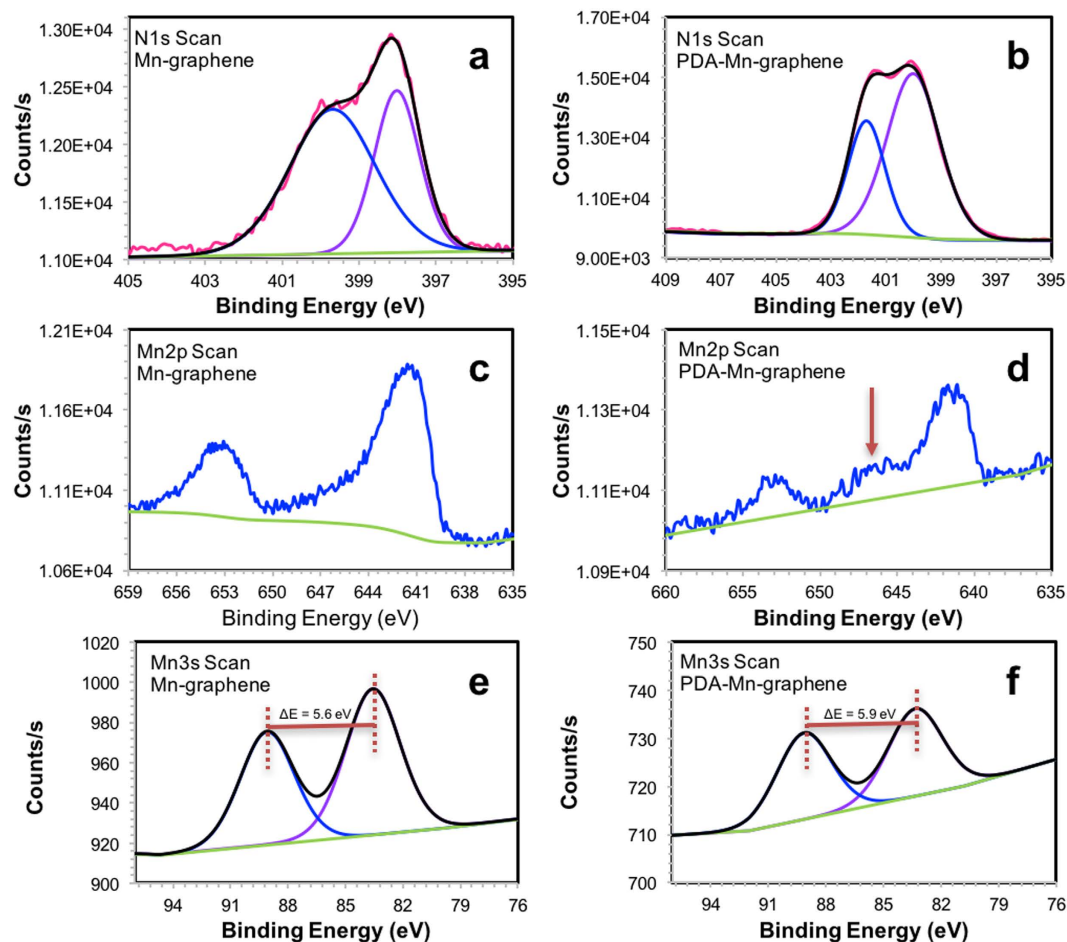 N1s Scan
Mn-graphene
a
1.30E+04
1.25E+04
1.20E+04
1.15E+04
1.10E+04
Counts/s
405 403 401 399 397 395
Binding Energy (eV)
N1s Scan
PDA-Mn-graphene
b
1.70E+04
1.50E+04
1.30E+04
1.10E+04
9.00E+03
Counts/s
409 407 405 403 401 399 397 395
Binding Energy (eV)
Mn2p Scan
Mn-graphene
c
1.21E+04
1.16E+04
1.11E+04
1.06E+04
Counts/s
659 656 653 650 647 644 641 638 635
Binding Energy (eV)
Mn2p Scan
PDA-Mn-graphene
d
1.15E+04
1.13E+04
1.11E+04
1.09E+04
Counts/s
660 655 650 645 640 635
Binding Energy (eV)
Mn3s Scan
Mn-graphene
e
ΔE = 5.6 eV
1020
1000
980
960
940
920
900
Counts/s
94 91 88 85 82 79 76
Binding Energy (eV)
Mn3s Scan
PDA-Mn-graphene
f
ΔE = 5.9 eV
750
740
730
720
710
700
Counts/s
94 91 88 85 82 79 76
Binding Energy (eV)